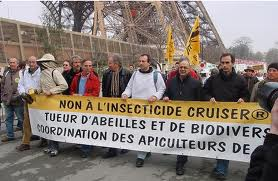 NON À L'INSECTICIDE CRUISER®
TUEUR D'ABEILLES ET DE BIODIVERS
COORDINATION DES APICULTEURS DE